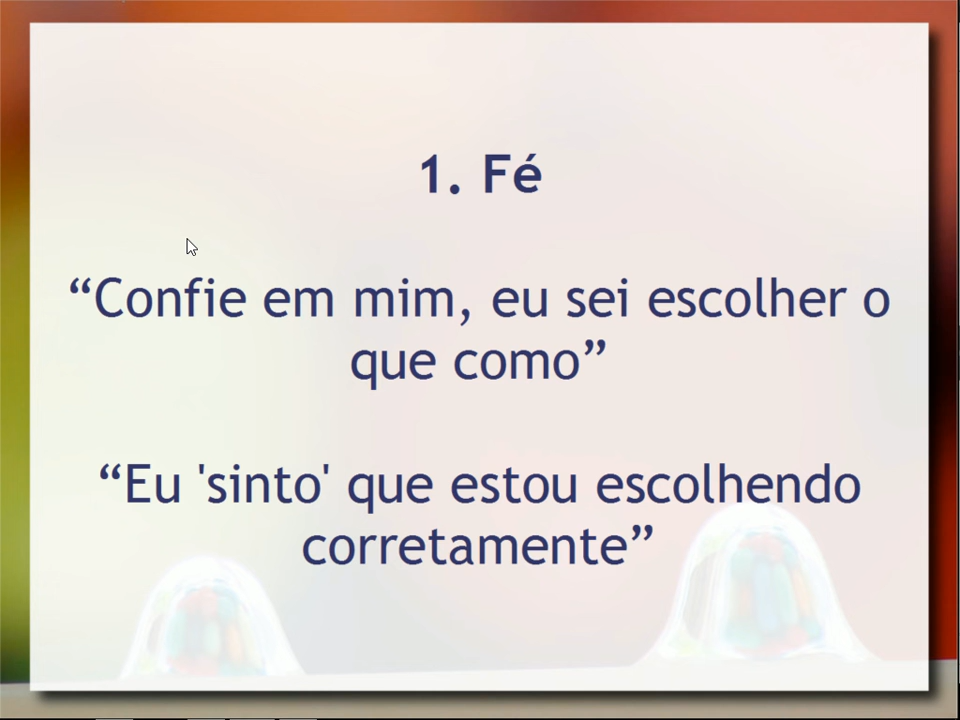 1. Fé
“Confie em mim, eu sei escolher o
que como”
“Eu 'sinto' que estou escolhendo
corretamente”